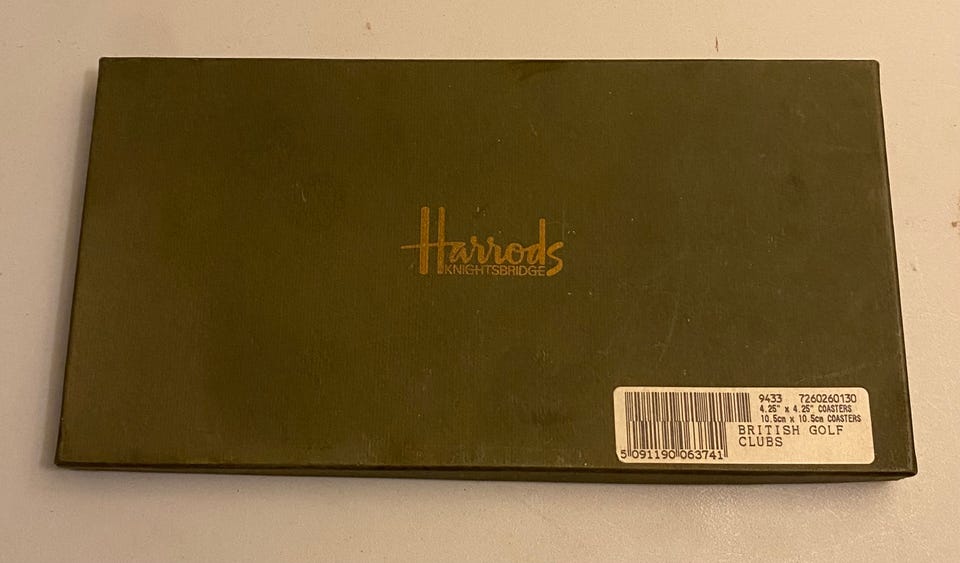 Harrods
KNIGHTSBRIDGE
9433 7260260130
4.25" x 4.25" COASTERS
10.5cm x 10.5cm COASTERS
BRITISH GOLF
CLUBS
5 091190 063741